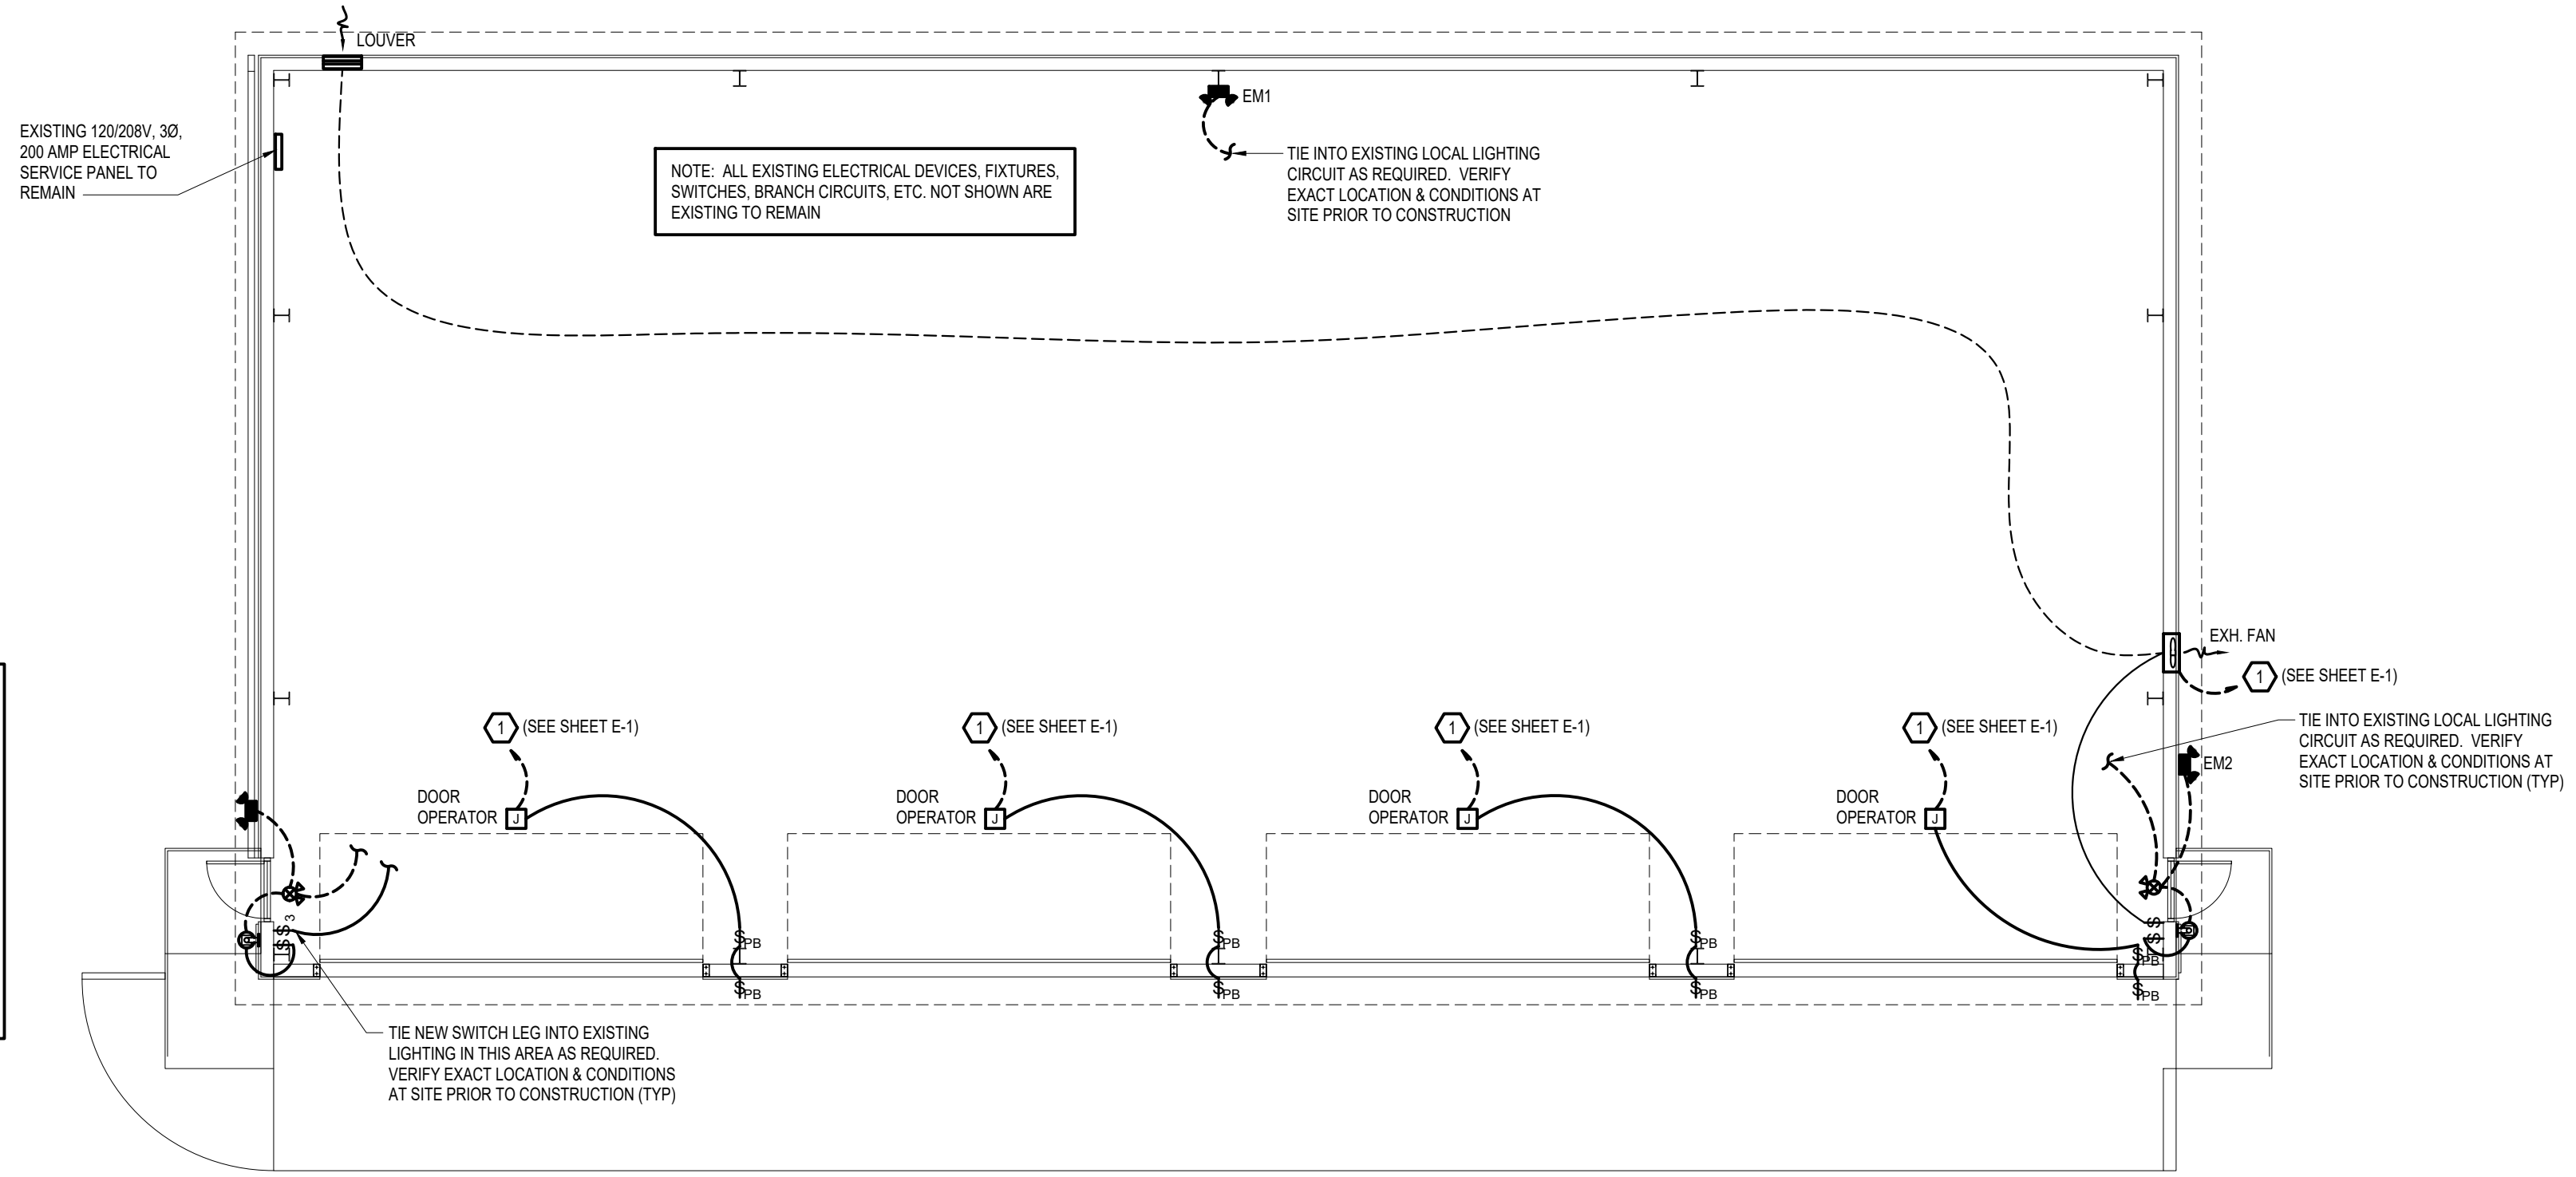 LOUVER
EM1
EXISTING 120/208V, 3Ø,
200 AMP ELECTRICAL
SERVICE PANEL TO
REMAIN
NOTE: ALL EXISTING ELECTRICAL DEVICES, FIXTURES,
SWITCHES, BRANCH CIRCUITS, ETC. NOT SHOWN ARE
EXISTING TO REMAIN
TIE INTO EXISTING LOCAL LIGHTING
CIRCUIT AS REQUIRED. VERIFY
EXACT LOCATION & CONDITIONS AT
SITE PRIOR TO CONSTRUCTION
EXH. FAN
1 (SEE SHEET E-1)
1 (SEE SHEET E-1)
1 (SEE SHEET E-1)
1 (SEE SHEET E-1)
1 (SEE SHEET E-1)
TIE INTO EXISTING LOCAL LIGHTING
CIRCUIT AS REQUIRED. VERIFY
EXACT LOCATION & CONDITIONS AT
SITE PRIOR TO CONSTRUCTION (TYP)
EM2
DOOR
OPERATOR J
DOOR
OPERATOR J
DOOR
OPERATOR J
DOOR
OPERATOR J
$ $ 3
$ $
$PB
$PB
$PB
$PB
$PB
$PB
$PB
$PB
TIE NEW SWITCH LEG INTO EXISTING
LIGHTING IN THIS AREA AS REQUIRED.
VERIFY EXACT LOCATION & CONDITIONS
AT SITE PRIOR TO CONSTRUCTION (TYP)